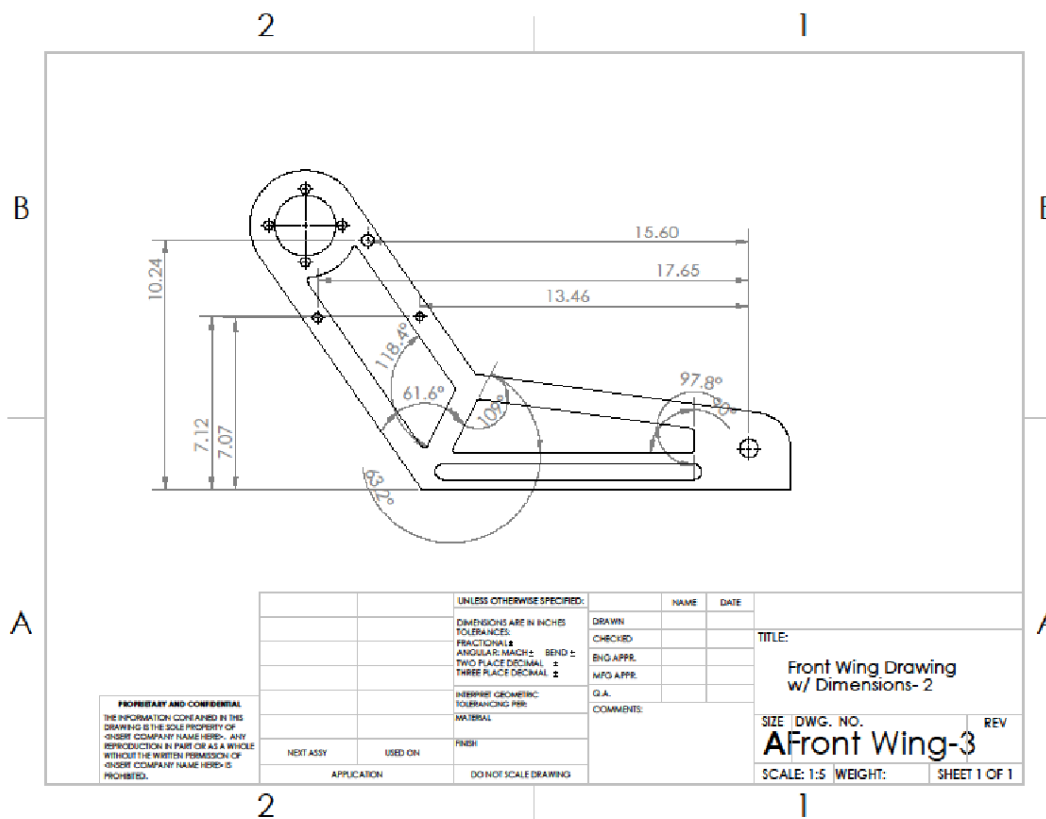 2 1
B
15.60
17.65
13.46
10.24
118.4°
61.6°
109°
97.8°
90°
7.12
7.07
63.2°
A
UNLESS OTHERWISE SPECIFIED:
NAME DATE
DIMENSIONS ARE IN INCHES
TOLERANCES:
FRACTIONAL ±
ANGULAR: MACH ± BEND ±
TWO PLACE DECIMAL ±
THREE PLACE DECIMAL ±
DRAWN
CHECKED
ENG APPR.
MFG APPR.
Q.A.
COMMENTS:
INTERPRET GEOMETRIC
TOLERANCING PER:
MATERIAL
FINISH
TITLE:
Front Wing Drawing
w/ Dimensions- 2
PROPRIETARY AND CONFIDENTIAL
THE INFORMATION CONTAINED IN THIS
DRAWING IS THE SOLE PROPERTY OF
<INSERT COMPANY NAME HERE>. ANY
REPRODUCTION IN PART OR AS A WHOLE
WITHOUT THE WRITTEN PERMISSION OF
<INSERT COMPANY NAME HERE> IS
PROHIBITED.
NEXT ASSY USED ON
APPLICATION DO NOT SCALE DRAWING
SIZE DWG. NO. REV
A Front Wing-3
SCALE: 1:5 WEIGHT: SHEET 1 OF 1
2 1